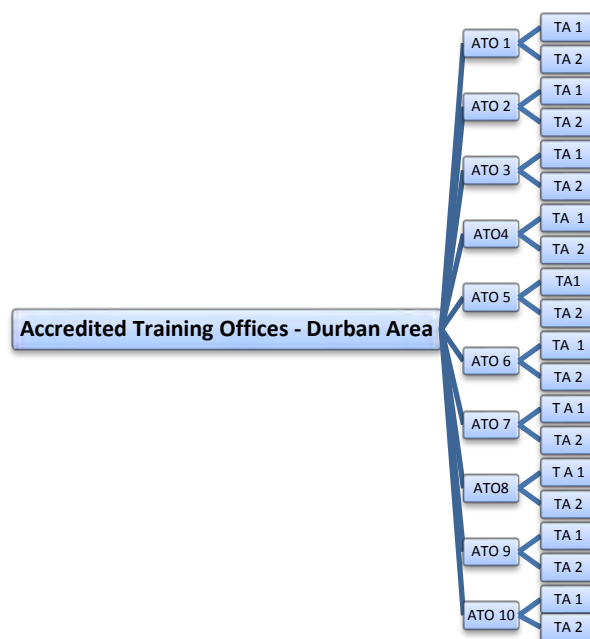 Accredited Training Offices - Durban Area
ATO 1
TA 1
TA 2
ATO 2
TA 1
TA 2
ATO 3
TA 1
TA 2
ATO4
TA 1
TA 2
ATO 5
TA1
TA 2
ATO 6
TA 1
TA 2
ATO 7
T A 1
TA 2
ATO8
T A 1
TA 2
ATO 9
TA 1
TA 2
ATO 10
TA 1
TA 2